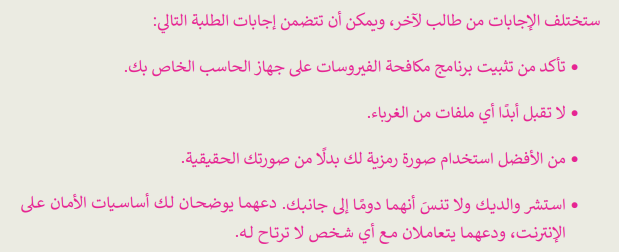 ستختلف الإجابات من طالب لآخر، ويمكن أن تتضمن إجابات الطلبة التالي:
• تأكد من تثبيت برنامج مكافحة الفيروسات على جهاز الحاسب الخاص بك.
• لا تقبل أبدًا أي ملفات من الغرباء.
• من الأفضل استخدام صورة رمزية لك بدلًا من صورتك الحقيقية.
• استشر والديك ولا تنسَ أنهما دومًا إلى جانبك. دعهما يوضحان لك أساسيات الأمان على
الإنترنت، ودعهما يتعاملان مع أي شخص لا ترتاح له.